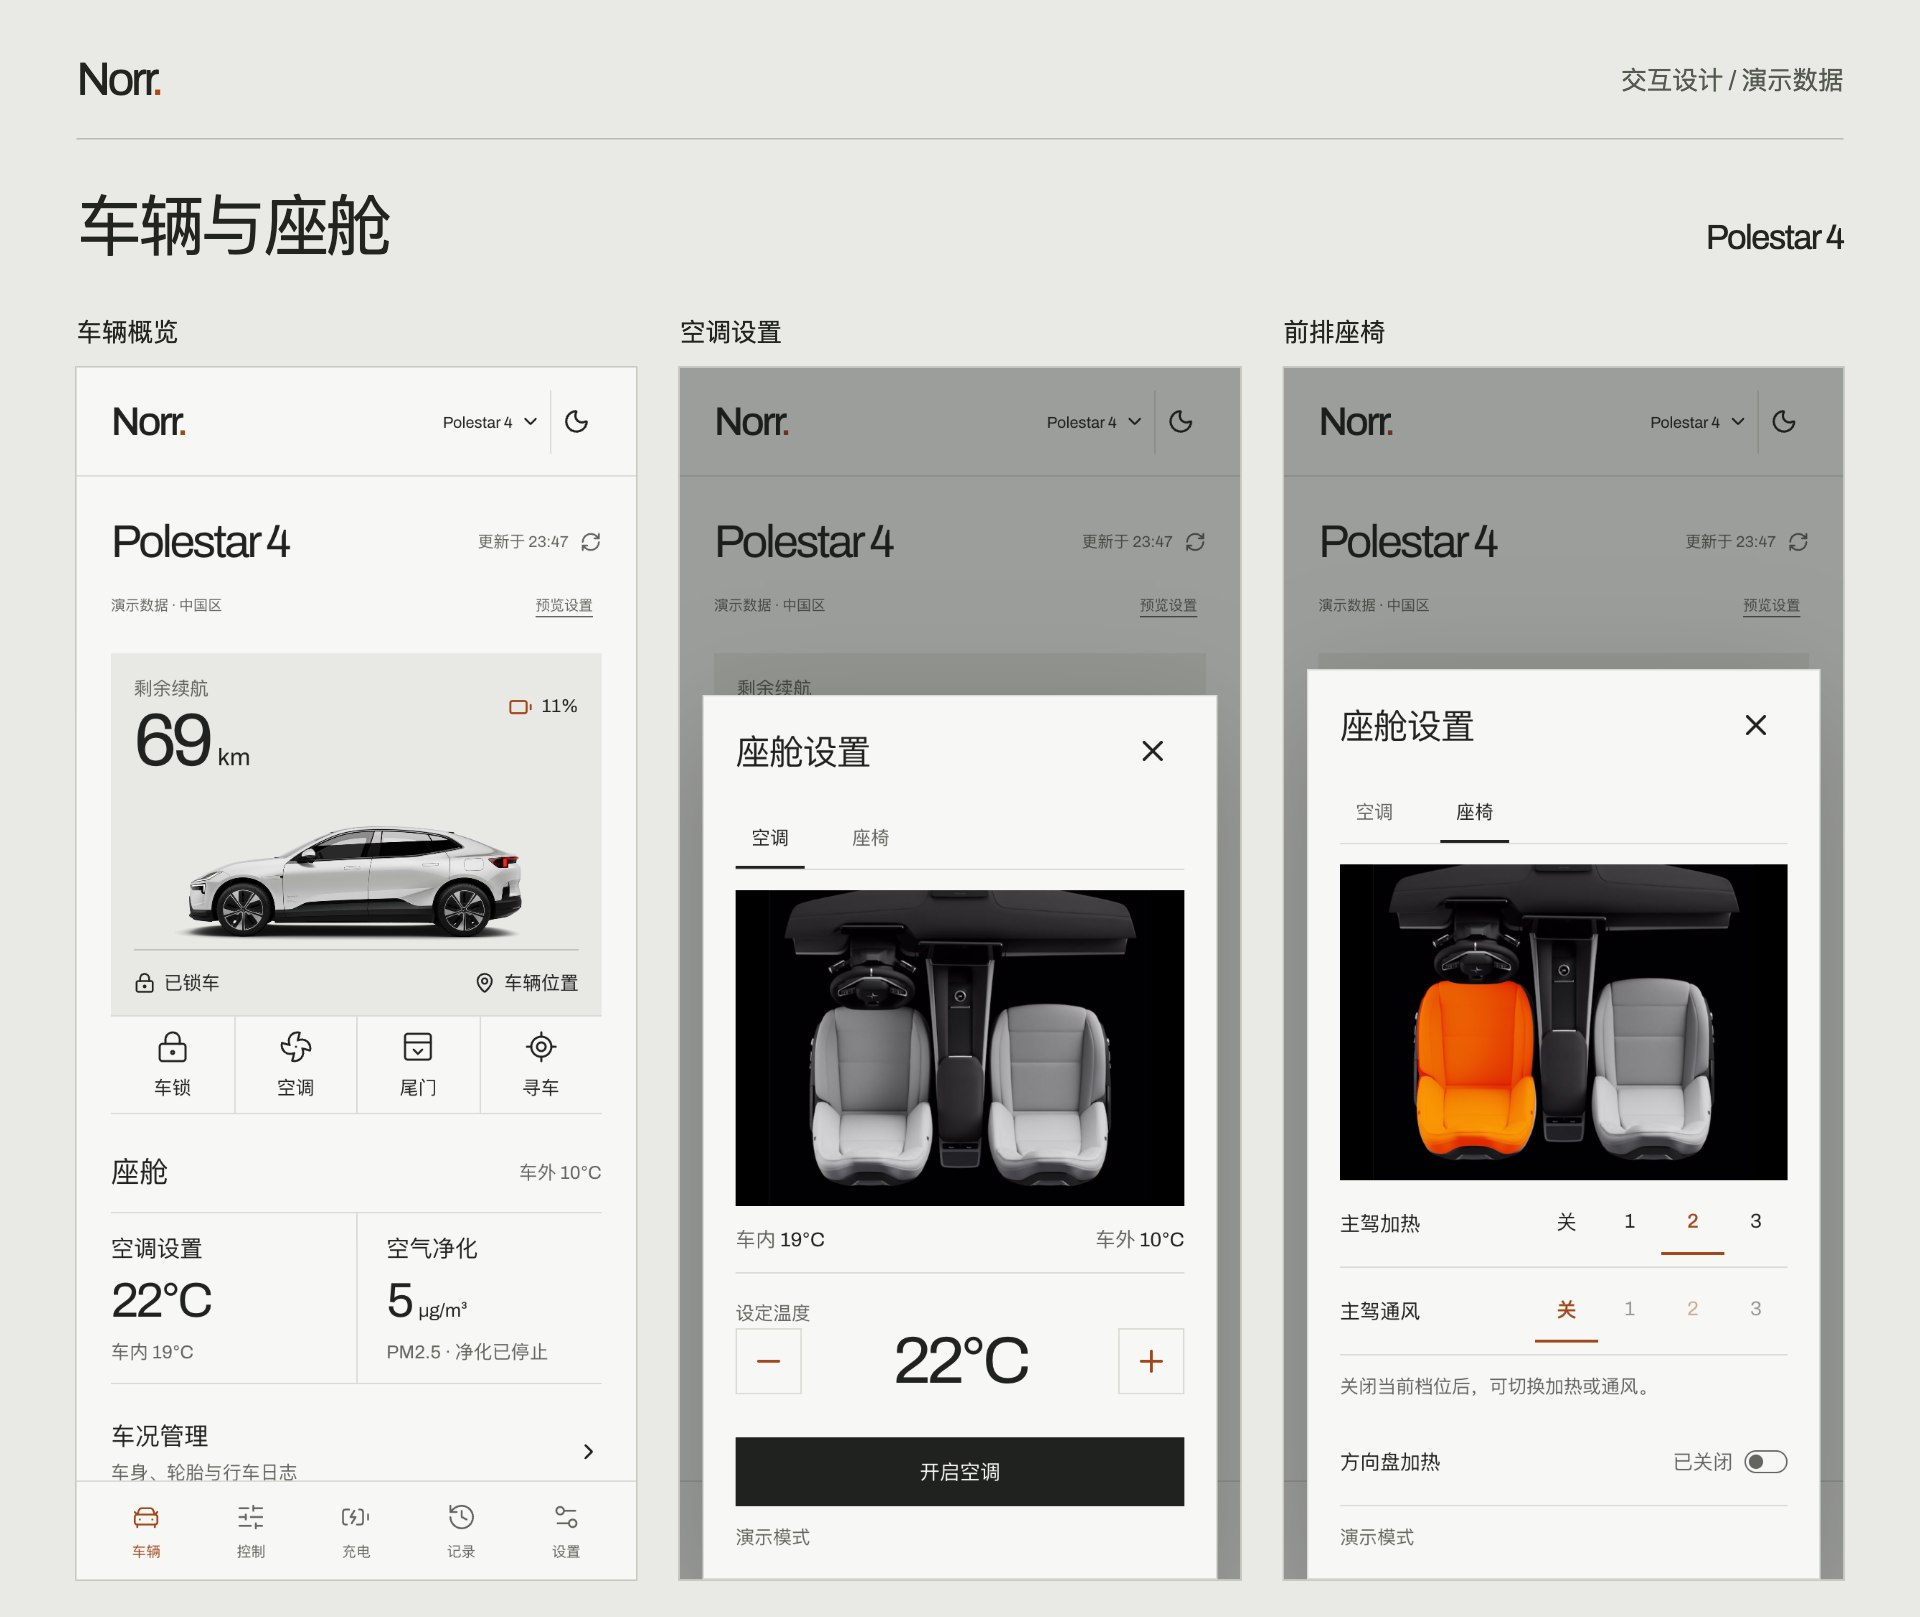 Norr.
交互设计 / 演示数据
车辆与座舱
Polestar 4
车辆概览
Norr.
Polestar 4
Polestar 4
更新于 23:47
演示数据 · 中国区
预览设置
剩余续航
11%
69 km
已锁车
车辆位置
车锁
空调
尾门
寻车
座舱
车外 10°C
空调设置
22°C
车内 19°C
空气净化
5 µg/m³
PM2.5 · 净化已停止
车况管理
车身、轮胎与行车日志
车辆
控制
充电
记录
设置
空调设置
Norr.
Polestar 4
Polestar 4
更新于 23:47
演示数据 · 中国区
预览设置
剩余续航
座舱设置
空调
座椅
车内 19°C
车外 10°C
设定温度
22°C
开启空调
演示模式
前排座椅
Norr.
Polestar 4
Polestar 4
更新于 23:47
演示数据 · 中国区
预览设置
座舱设置
空调
座椅
主驾加热 关 1 2 3
主驾通风 关 1 2 3
关闭当前档位后，可切换加热或通风。
方向盘加热
已关闭
演示模式